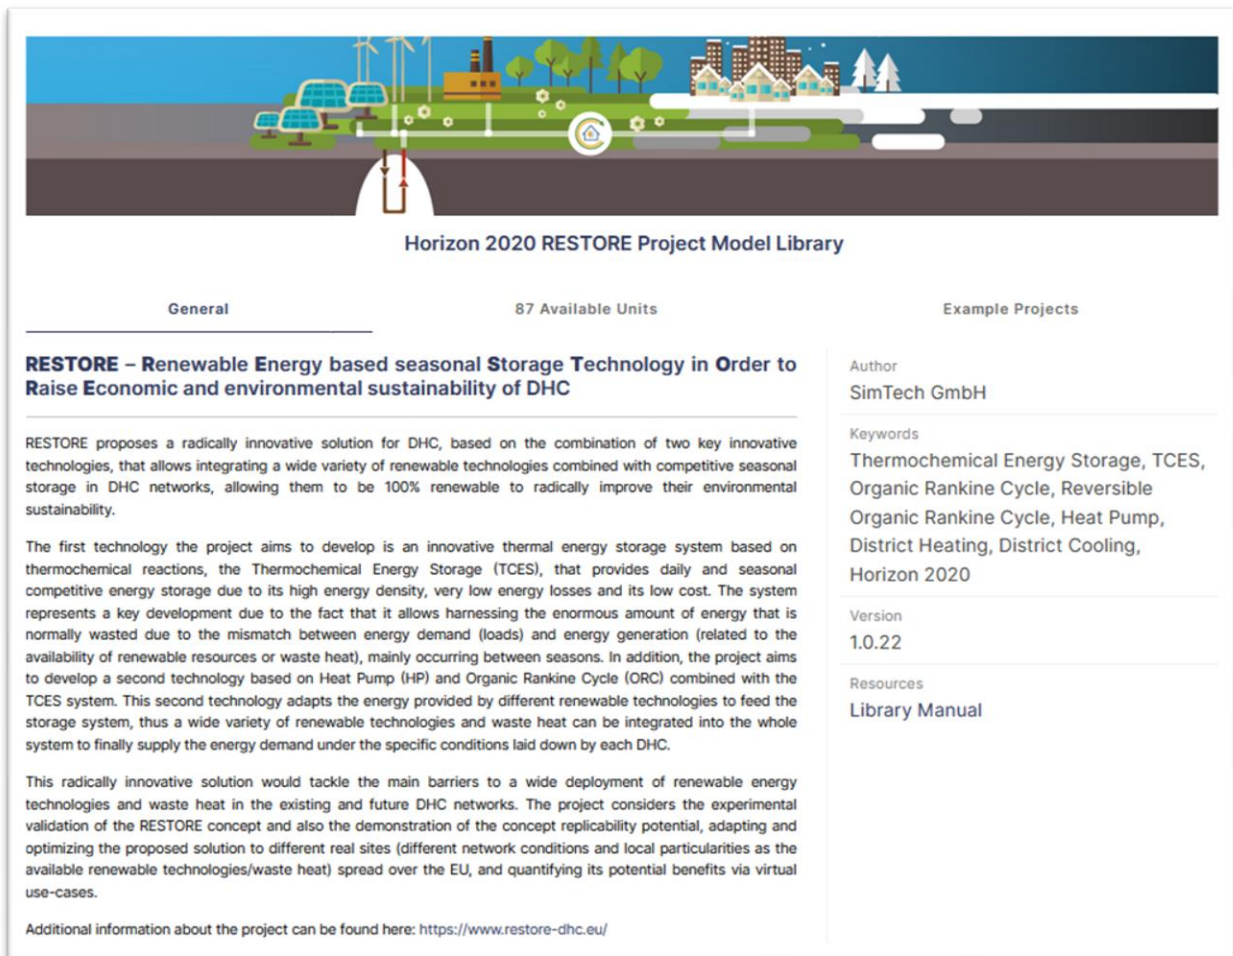 Horizon 2020 RESTORE Project Model Library
General
87 Available Units
Example Projects
RESTORE – Renewable Energy based seasonal Storage Technology in Order to
Raise Economic and environmental sustainability of DHC
RESTORE proposes a radically innovative solution for DHC, based on the combination of two key innovative
technologies, that allows integrating a wide variety of renewable technologies combined with competitive seasonal
storage in DHC networks, allowing them to be 100% renewable to radically improve their environmental
sustainability.
The first technology the project aims to develop is an innovative thermal energy storage system based on
thermochemical reactions, the Thermochemical Energy Storage (TCES), that provides daily and seasonal
competitive energy storage due to its high energy density, very low energy losses and its low cost. The system
represents a key development due to the fact that it allows harnessing the enormous amount of energy that is
normally wasted due to the mismatch between energy demand (loads) and energy generation (related to the
availability of renewable resources or waste heat), mainly occurring between seasons. In addition, the project aims
to develop a second technology based on Heat Pump (HP) and Organic Rankine Cycle (ORC) combined with the
TCES system. This second technology adapts the energy provided by different renewable technologies to feed the
storage system, thus a wide variety of renewable technologies and waste heat can be integrated into the whole
system to finally supply the energy demand under the specific conditions laid down by each DHC.
This radically innovative solution would tackle the main barriers to a wide deployment of renewable energy
technologies and waste heat in the existing and future DHC networks. The project considers the experimental
validation of the RESTORE concept and also the demonstration of the concept replicability potential, adapting and
optimizing the proposed solution to different real sites (different network conditions and local particularities as the
available renewable technologies/waste heat) spread over the EU, and quantifying its potential benefits via virtual
use-cases.
Additional information about the project can be found here: https://www.restore-dhc.eu/
Author
SimTech GmbH
Keywords
Thermochemical Energy Storage, TCES,
Organic Rankine Cycle, Reversible
Organic Rankine Cycle, Heat Pump,
District Heating, District Cooling,
Horizon 2020
Version
1.0.22
Resources
Library Manual